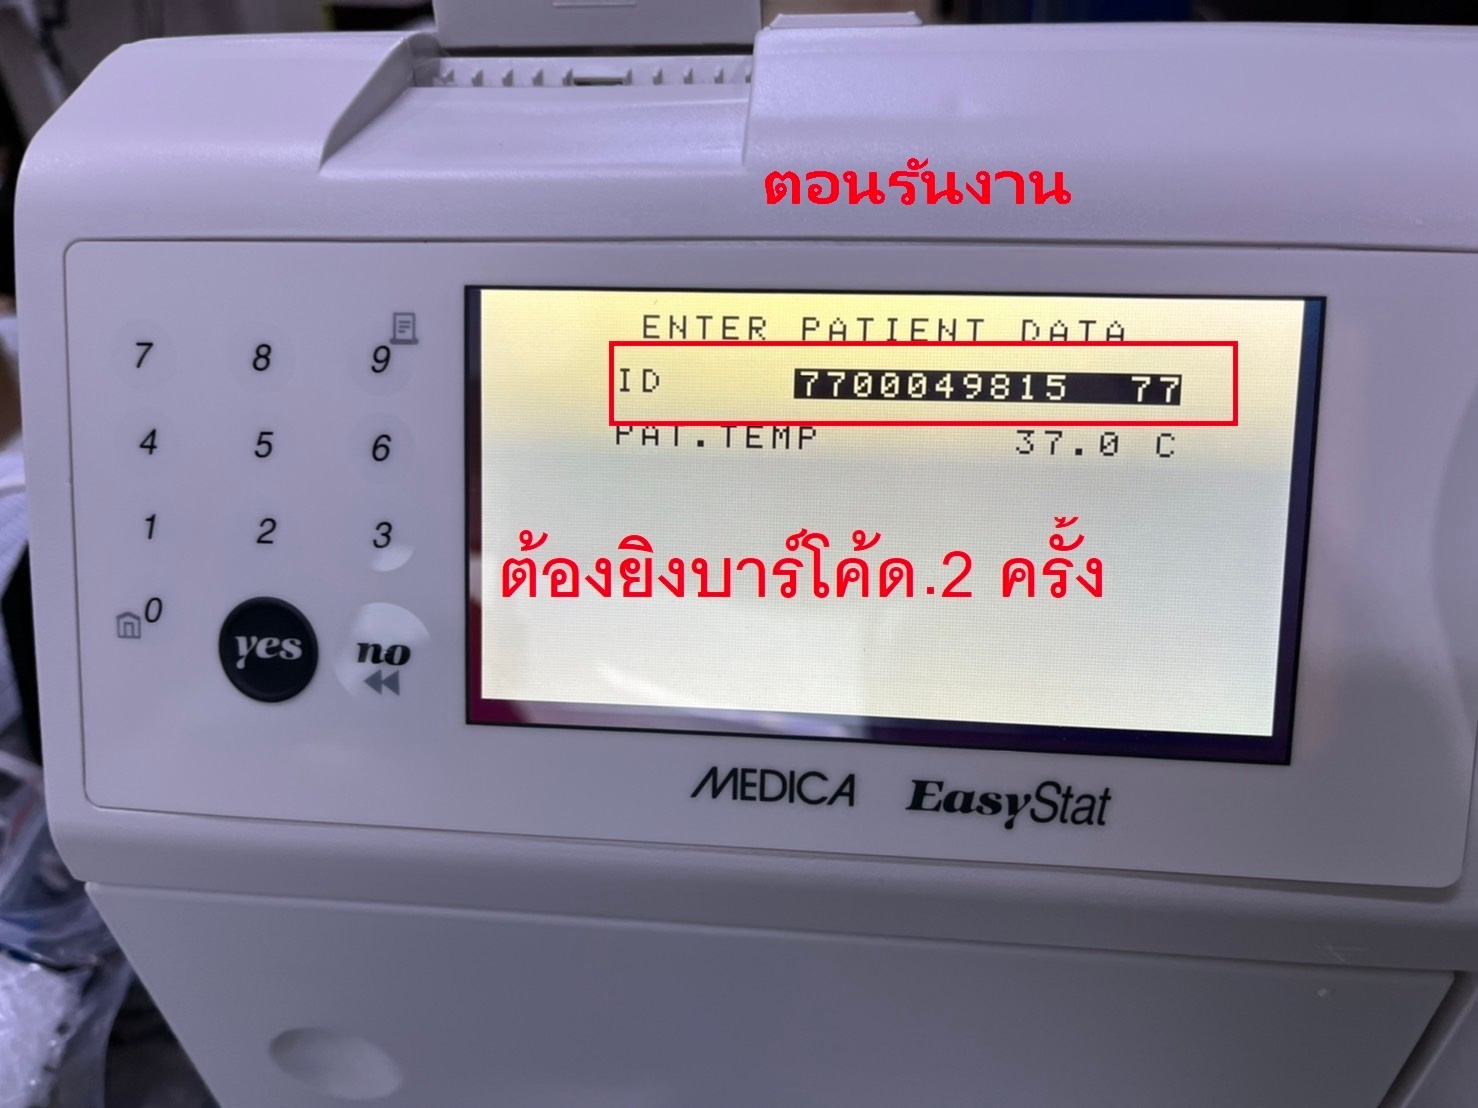 ตอนรันงาน
7 8 9
4 5 6
1 2 3
0 yes no
ENTER PATIENT DATA
ID 7700049815 77
PAT.TEMP 37.0 C
ต้องยิงบาร์โค้ด.2 ครั้ง
MEDICA EasyStat